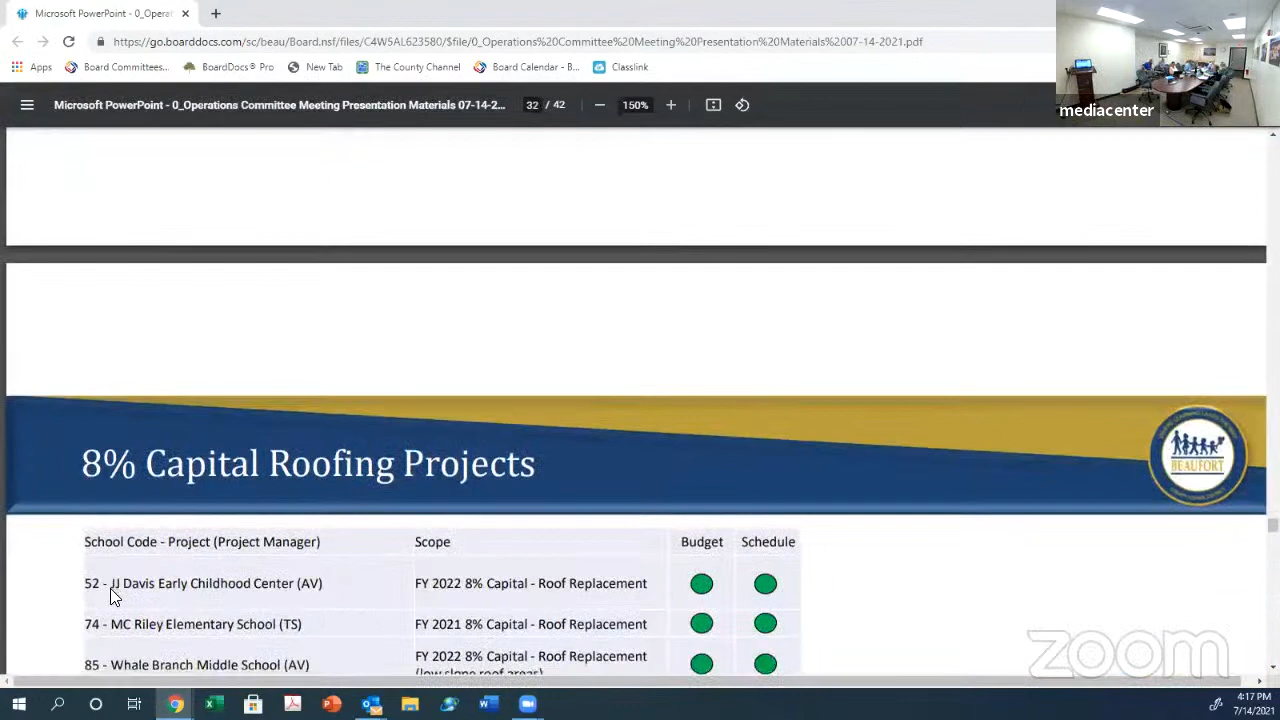 Microsoft PowerPoint - 0_Operat
https://go.boarddocs.com/sc/beau/Board.nsf/files/C4W5AL623580/$file/0_Operations%20Committee%20Meeting%20Presentation%20Materials%2007-14-2021.pdf
Apps Board Committees... BoardDocs® Pro New Tab The County Channel Board Calendar - B... Classlink
Microsoft PowerPoint - 0_Operations Committee Meeting Presentation Materials 07-14-2... 32 / 42 150%
mediacenter
8% Capital Roofing Projects
BEAUFORT
School Code - Project (Project Manager) Scope Budget Schedule
52 - JJ Davis Early Childhood Center (AV) FY 2022 8% Capital - Roof Replacement
74 - MC Riley Elementary School (TS) FY 2021 8% Capital - Roof Replacement
85 - Whale Branch Middle School (AV) FY 2022 8% Capital - Roof Replacement
(low slope roof areas)
zoom
4:17 PM
7/14/2021